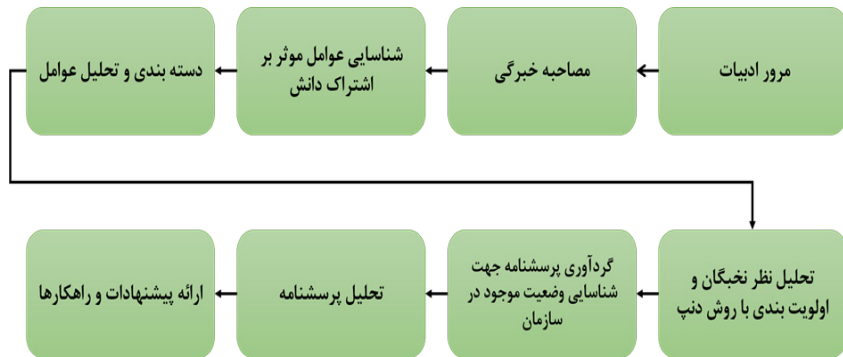 مرور ادبیات
مصاحبه خبرگی
شناسایی عوامل موثر بر
اشتراک دانش
دسته بندی و تحلیل عوامل
تحلیل نظر نخبگان و
اولویت بندی با روش دنپ
گردآوری پرسشنامه جهت
شناسایی وضعیت موجود در
سازمان
تحلیل پرسشنامه
ارائه پیشنهادات و راهکارها